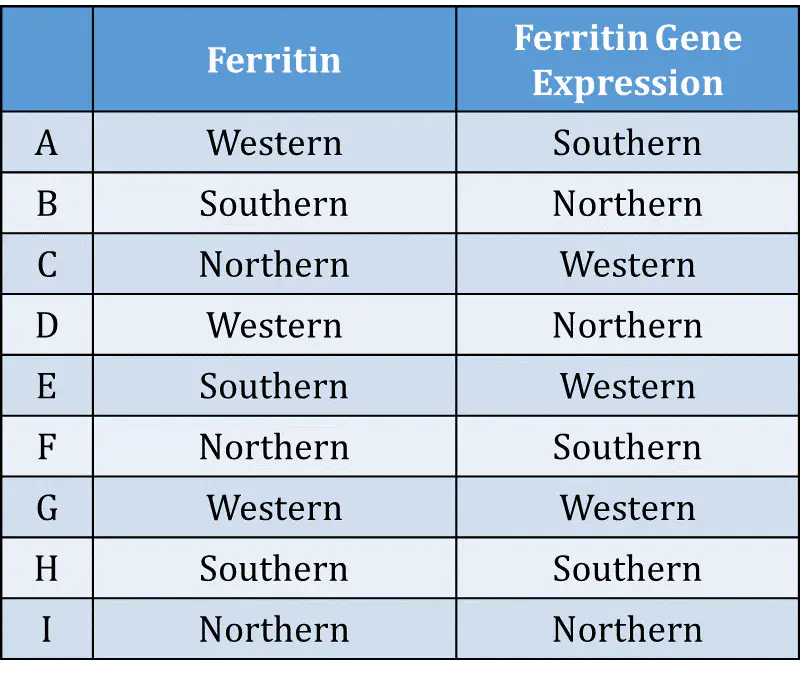 Ferritin Ferritin Gene Expression
A Western Southern
B Southern Northern
C Northern Western
D Western Northern
E Southern Western
F Northern Southern
G Western Western
H Southern Southern
I Northern Northern